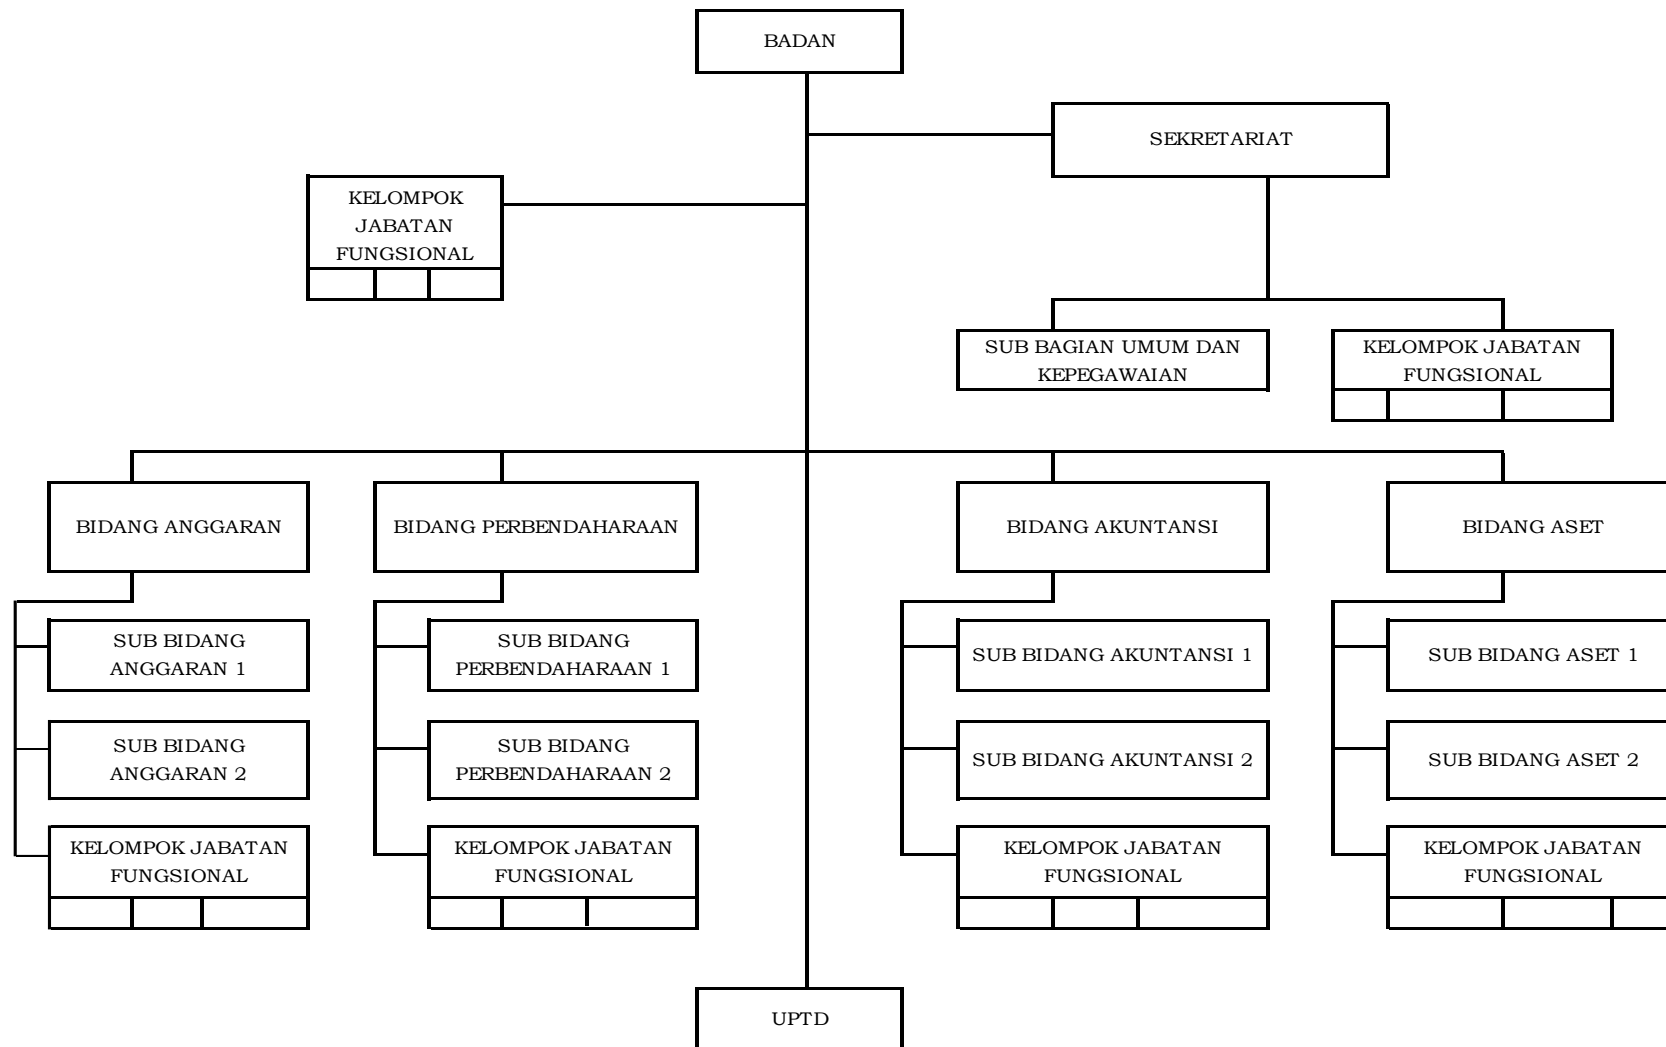 BADAN
SEKRETARIAT
KELOMPOK
JABATAN
FUNGSIONAL
SUB BAGIAN UMUM DAN
KEPEGAWAIAN
KELOMPOK JABATAN
FUNGSIONAL
BIDANG ANGGARAN
BIDANG PERBENDAHARAAN
BIDANG AKUNTANSI
BIDANG ASET
SUB BIDANG
ANGGARAN 1
SUB BIDANG
PERBENDAHARAAN 1
SUB BIDANG AKUNTANSI 1
SUB BIDANG ASET 1
SUB BIDANG
ANGGARAN 2
SUB BIDANG
PERBENDAHARAAN 2
SUB BIDANG AKUNTANSI 2
SUB BIDANG ASET 2
KELOMPOK JABATAN
FUNGSIONAL
KELOMPOK JABATAN
FUNGSIONAL
KELOMPOK JABATAN
FUNGSIONAL
KELOMPOK JABATAN
FUNGSIONAL
UPTD